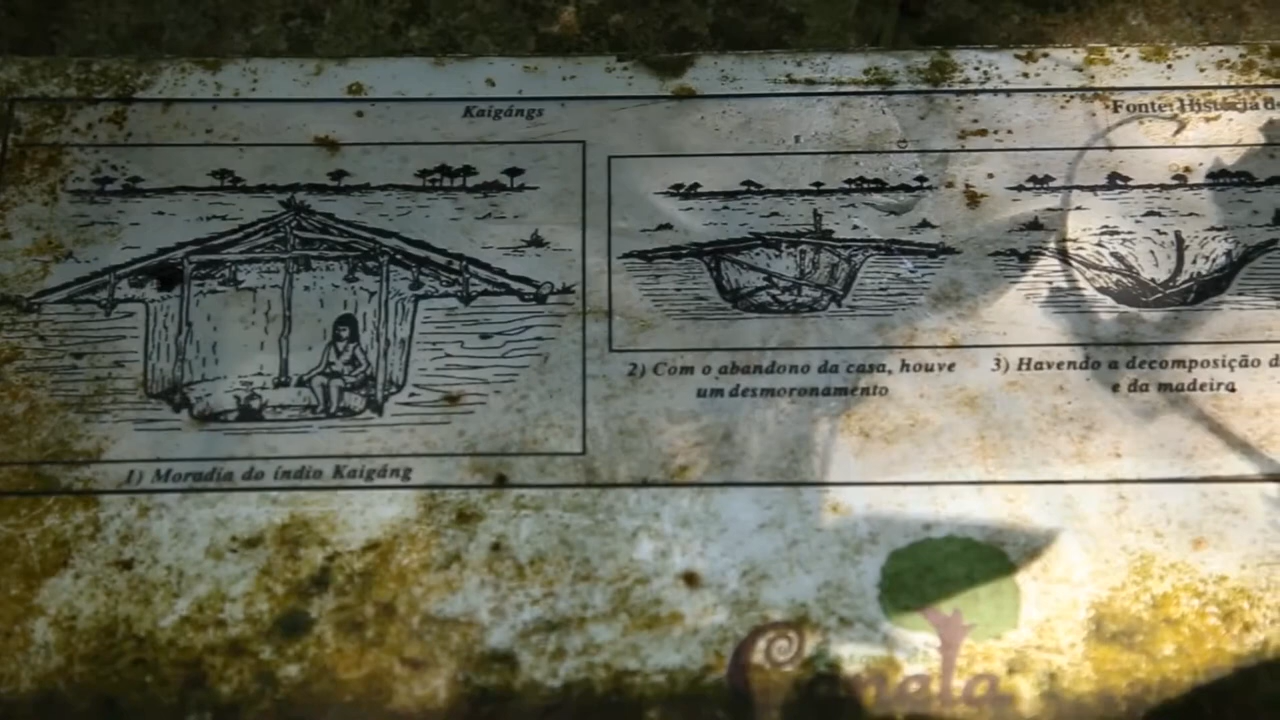 Kaigángs
Fonte: História d
1) Moradia do índio Kaigáng
2) Com o abandono da casa, houve
um desmoronamento
3) Havendo a decomposição d
e da madeira